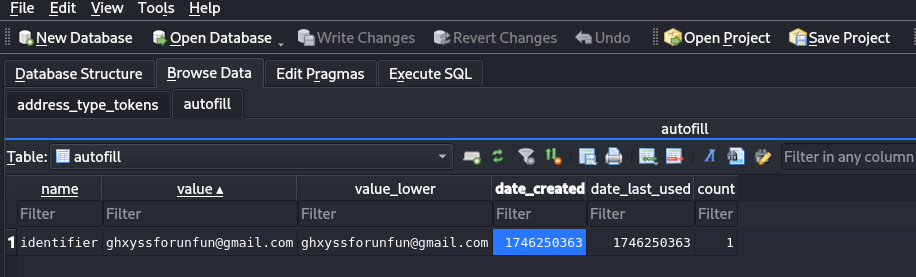 File Edit View Tools Help
New Database Open Database Write Changes Revert Changes Undo Open Project Save Project
Database Structure Browse Data Edit Pragmas Execute SQL
address_type_tokens autofill
autofill
Table: autofill Filter in any column
name value value_lower date_created date_last_used count
Filter Filter Filter Filter Filter Filter
1 identifier ghxyssforunfun@gmail.com ghxyssforunfun@gmail.com 1746250363 1746250363 1